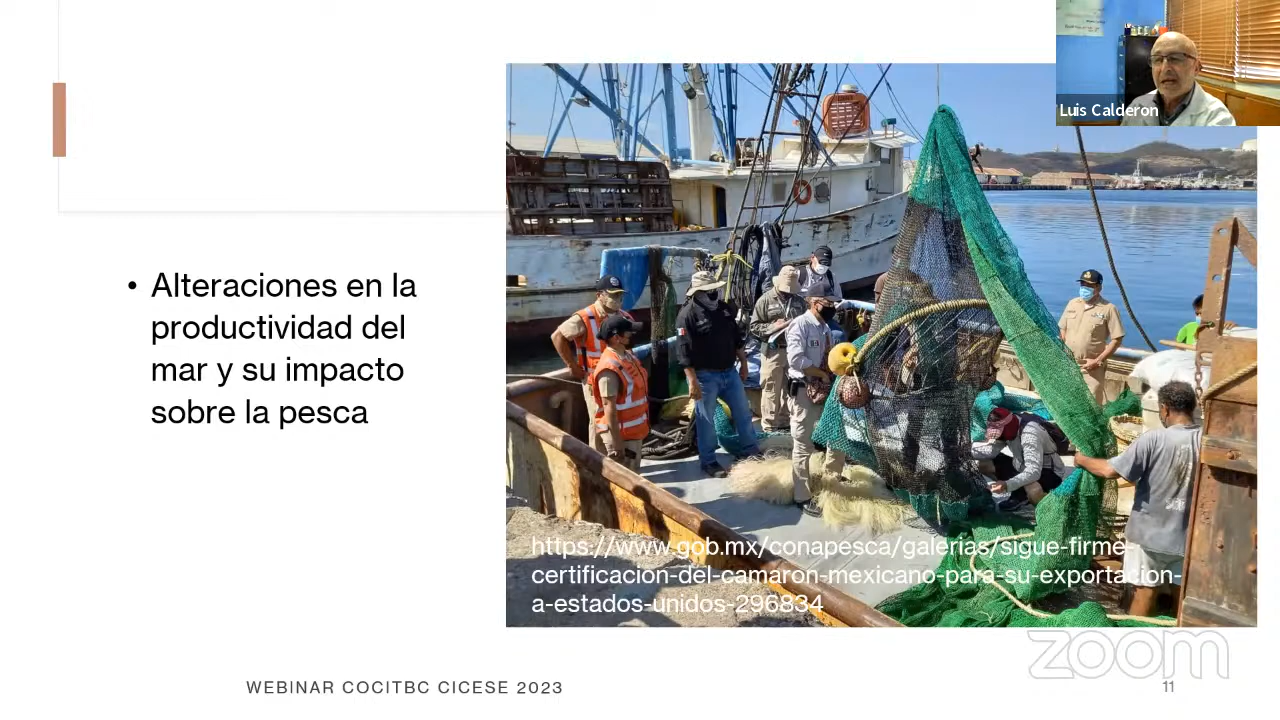 Luis Calderon
• Alteraciones en la
productividad del
mar y su impacto
sobre la pesca
https://www.gob.mx/conapesca/galerias/sigue-firme-
certificacion-del-camaron-mexicano-para-su-exportacion-
a-estados-unidos-296834
zoom
WEBINAR COCITBC CICESE 2023
11